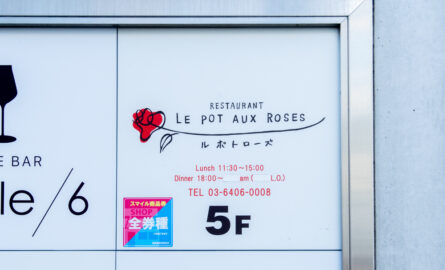 E BAR
le/6
RESTAURANT
LE POT AUX ROSES
ルポトローズ
Lunch 11:30~15:00
Dinner 18:00~ am ( L.O.)
TEL 03-6406-0008
スマイル商品券
SHOP
全券種
5F